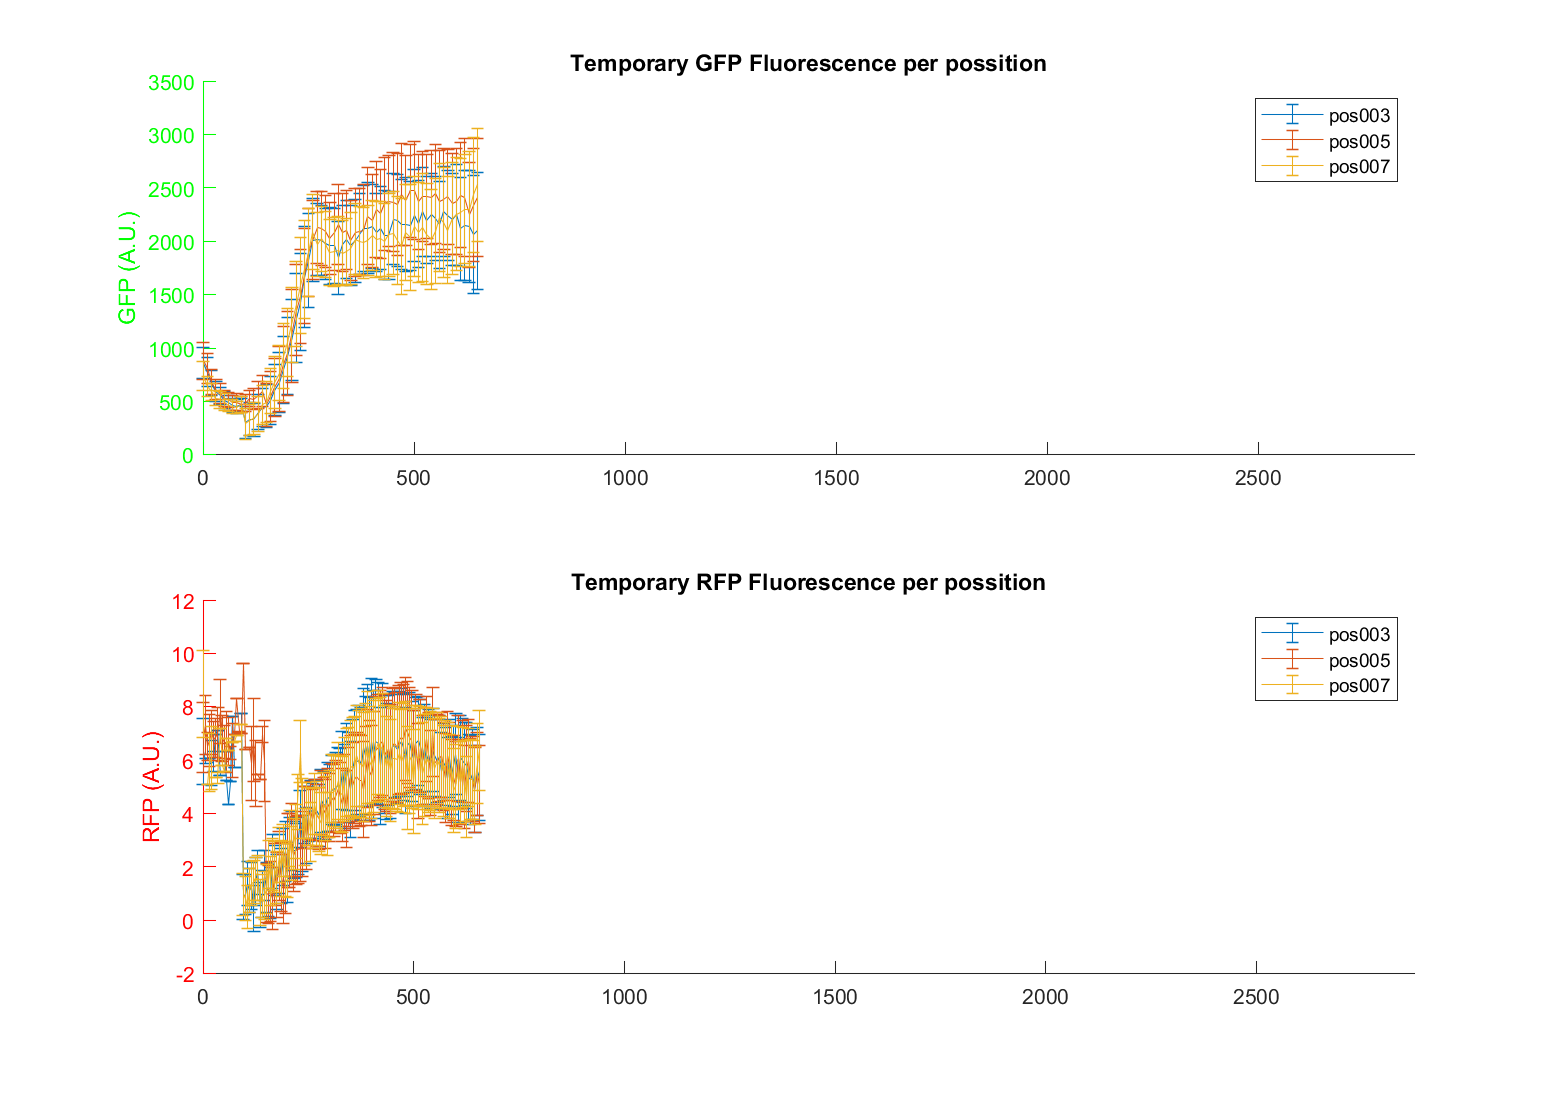 Temporary GFP Fluorescence per possition
GFP (A.U.)
3500
3000
2500
2000
1500
1000
500
0
0 500 1000 1500 2000 2500
pos003
pos005
pos007
Temporary RFP Fluorescence per possition
RFP (A.U.)
12
10
8
6
4
2
0
-2
0 500 1000 1500 2000 2500
pos003
pos005
pos007